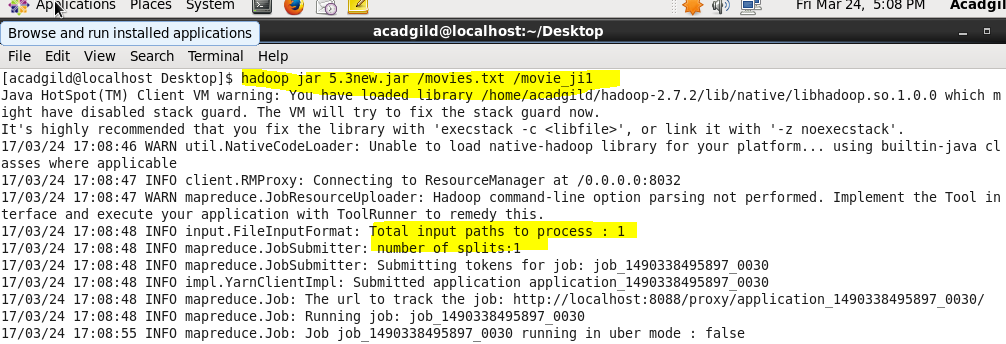 Applications Places System Fri Mar 24, 5:08 PM Acadgil
Browse and run installed applications
acadgild@localhost:~/Desktop
File Edit View Search Terminal Help
[acadgild@localhost Desktop]$ hadoop jar 5.3new.jar /movies.txt /movie_ji1
Java HotSpot(TM) Client VM warning: You have loaded library /home/acadgild/hadoop-2.7.2/lib/native/libhadoop.so.1.0.0 which m
ight have disabled stack guard. The VM will try to fix the stack guard now.
It's highly recommended that you fix the library with 'execstack -c <libfile>', or link it with '-z noexecstack'.
17/03/24 17:08:46 WARN util.NativeCodeLoader: Unable to load native-hadoop library for your platform... using builtin-java cl
asses where applicable
17/03/24 17:08:47 INFO client.RMProxy: Connecting to ResourceManager at /0.0.0.0:8032
17/03/24 17:08:47 WARN mapreduce.JobResourceUploader: Hadoop command-line option parsing not performed. Implement the Tool in
terface and execute your application with ToolRunner to remedy this.
17/03/24 17:08:48 INFO input.FileInputFormat: Total input paths to process : 1
17/03/24 17:08:48 INFO mapreduce.JobSubmitter: number of splits:1
17/03/24 17:08:48 INFO mapreduce.JobSubmitter: Submitting tokens for job: job_1490338495897_0030
17/03/24 17:08:48 INFO impl.YarnClientImpl: Submitted application application_1490338495897_0030
17/03/24 17:08:48 INFO mapreduce.Job: The url to track the job: http://localhost:8088/proxy/application_1490338495897_0030/
17/03/24 17:08:48 INFO mapreduce.Job: Running job: job_1490338495897_0030
17/03/24 17:08:55 INFO mapreduce.Job: Job job_1490338495897_0030 running in uber mode : false